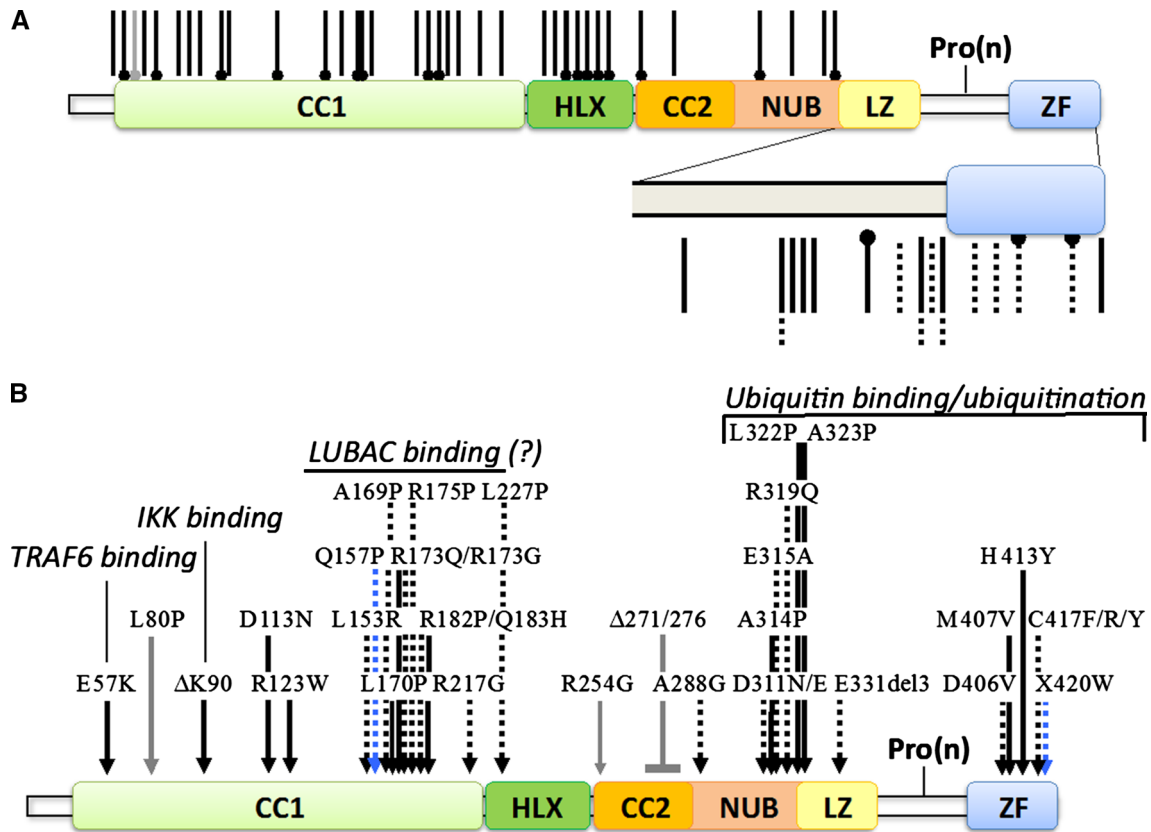 A
Pro(n)
CC1 HLX CC2 NUB LZ ZF
B
Ubiquitin binding/ubiquitination
L322P A323P
LUBAC binding (?)
A169P R175P L227P R319Q
IKK binding
TRAF6 binding Q157P R173Q/R173G E315A H413Y
L80P D113N L153R R182P/Q183H Δ271/276 A314P M407V C417F/R/Y
E57K ΔK90 R123W L170P R217G R254G A288G D311N/E E331del3 D406V X420W
Pro(n)
CC1 HLX CC2 NUB LZ ZF